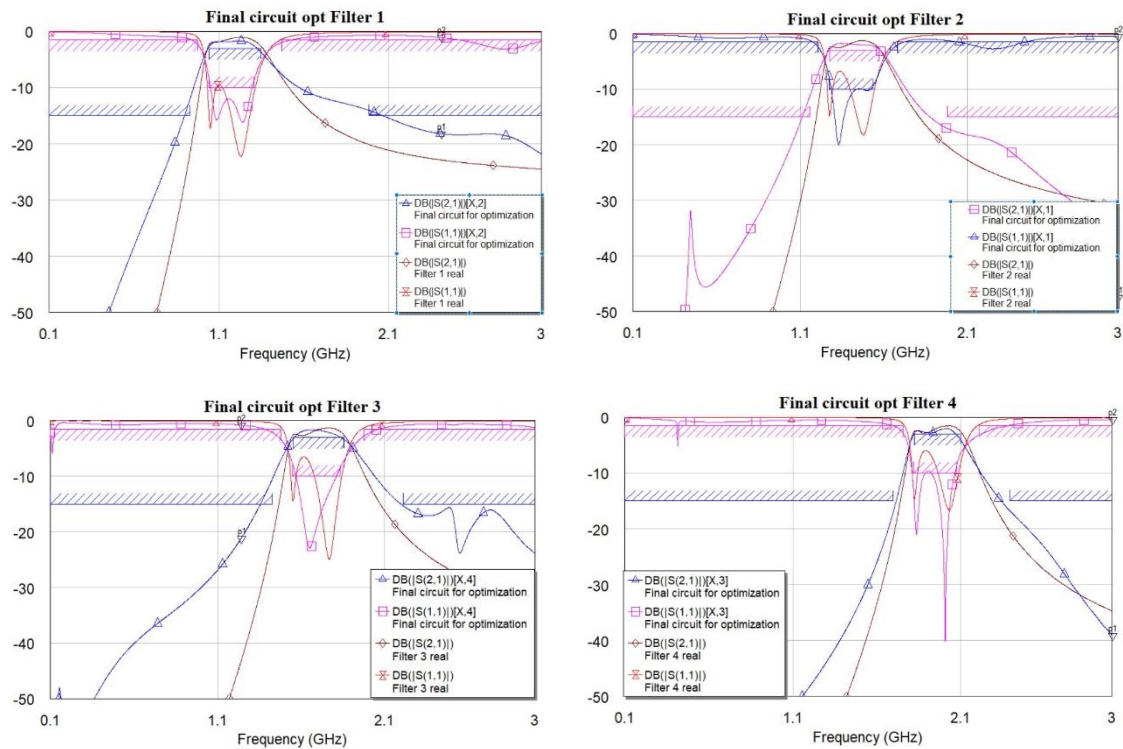 Final circuit opt Filter 1
0
-10
-20
-30
-40
-50
p2
p1
DB(|S(2,1)|)[X,2]
Final circuit for optimization
DB(|S(1,1)|)[X,2]
Final circuit for optimization
DB(|S(2,1)|)
Filter 1 real
DB(|S(1,1)|)
Filter 1 real
0.1 1.1 2.1 3
Frequency (GHz)
Final circuit opt Filter 2
0
-10
-20
-30
-40
-50
DB(|S(2,1)|)[X,1]
Final circuit for optimization
DB(|S(1,1)|)[X,1]
Final circuit for optimization
DB(|S(2,1)|)
Filter 2 real
DB(|S(1,1)|)
Filter 2 real
0.1 1.1 2.1 3
Frequency (GHz)
Final circuit opt Filter 3
0
-10
-20
-30
-40
-50
p2
p1
DB(|S(2,1)|)[X,4]
Final circuit for optimization
DB(|S(1,1)|)[X,4]
Final circuit for optimization
DB(|S(2,1)|)
Filter 3 real
DB(|S(1,1)|)
Filter 3 real
0.1 1.1 2.1 3
Frequency (GHz)
Final circuit opt Filter 4
0
-10
-20
-30
-40
-50
p2
p1
DB(|S(2,1)|)[X,3]
Final circuit for optimization
DB(|S(1,1)|)[X,3]
Final circuit for optimization
DB(|S(2,1)|)
Filter 4 real
DB(|S(1,1)|)
Filter 4 real
0.1 1.1 2.1 3
Frequency (GHz)